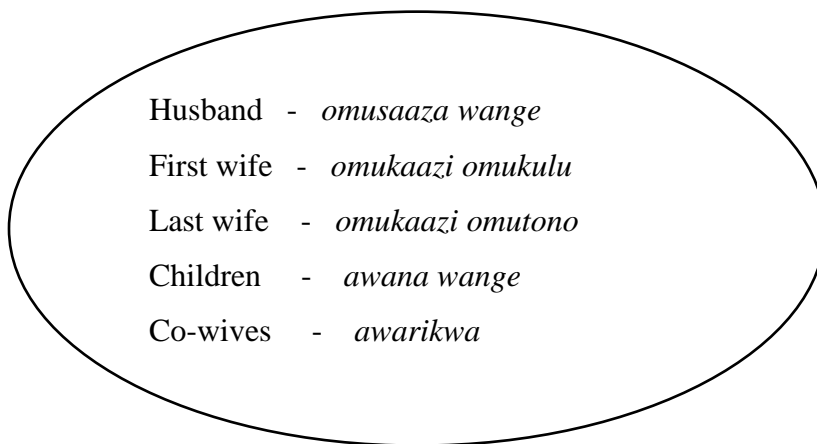 Husband - omusaaza wange
First wife - omukaazi omukulu
Last wife - omukaazi omutono
Children - awana wange
Co-wives - awarikwa